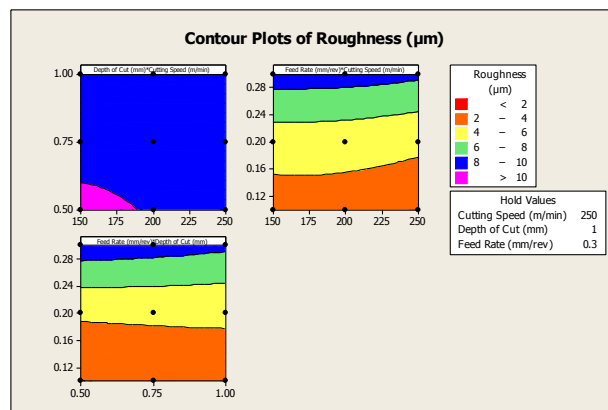 Contour Plots of Roughness (µm)
Depth of Cut (mm)*Cutting Speed (m/min)
1.00
0.75
0.50
150 175 200 225 250
Feed Rate (mm/rev)*Cutting Speed (m/min)
0.28
0.24
0.20
0.16
0.12
150 175 200 225 250
Feed Rate (mm/rev)*Depth of Cut (mm)
0.28
0.24
0.20
0.16
0.12
0.50 0.75 1.00
Roughness
(µm)
< 2
2 – 4
4 – 6
6 – 8
8 – 10
> 10
Hold Values
Cutting Speed (m/min) 250
Depth of Cut (mm) 1
Feed Rate (mm/rev) 0.3